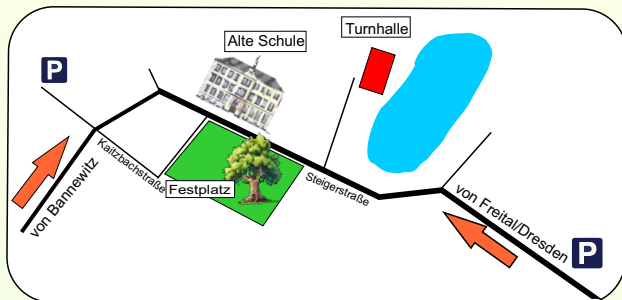 Turnhalle
Alte Schule
P
Kaitzbachstraße
Festplatz
Steigerstraße
von Bannewitz
von Freital/Dresden
P